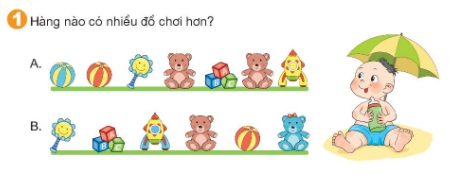 1 Hàng nào có nhiều đồ chơi hơn?
A.
B.